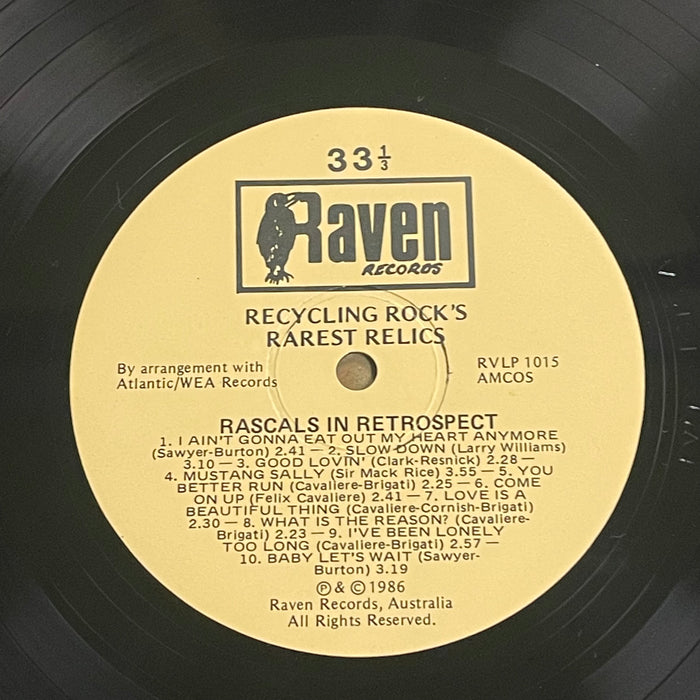 33⅓
Raven
RECORDS
RECYCLING ROCK'S
RAREST RELICS
By arrangement with
Atlantic/WEA Records
RVLP 1015
AMCOS
RASCALS IN RETROSPECT
1. I AIN'T GONNA EAT OUT MY HEART ANYMORE
(Sawyer-Burton) 2.41 — 2. SLOW DOWN (Larry Williams)
3.10 — 3. GOOD LOVIN' (Clark-Resnick) 2.28 —
4. MUSTANG SALLY (Sir Mack Rice) 3.55 — 5. YOU
BETTER RUN (Cavaliere-Brigati) 2.25 — 6. COME
ON UP (Felix Cavaliere) 2.41 — 7. LOVE IS A
BEAUTIFUL THING (Cavaliere-Cornish-Brigati)
2.30 — 8. WHAT IS THE REASON? (Cavaliere-
Brigati) 2.23 — 9. I'VE BEEN LONELY
TOO LONG (Cavaliere-Brigati) 2.57 —
10. BABY LET'S WAIT (Sawyer-
Burton) 3.19
℗ & © 1986
Raven Records, Australia
All Rights Reserved.